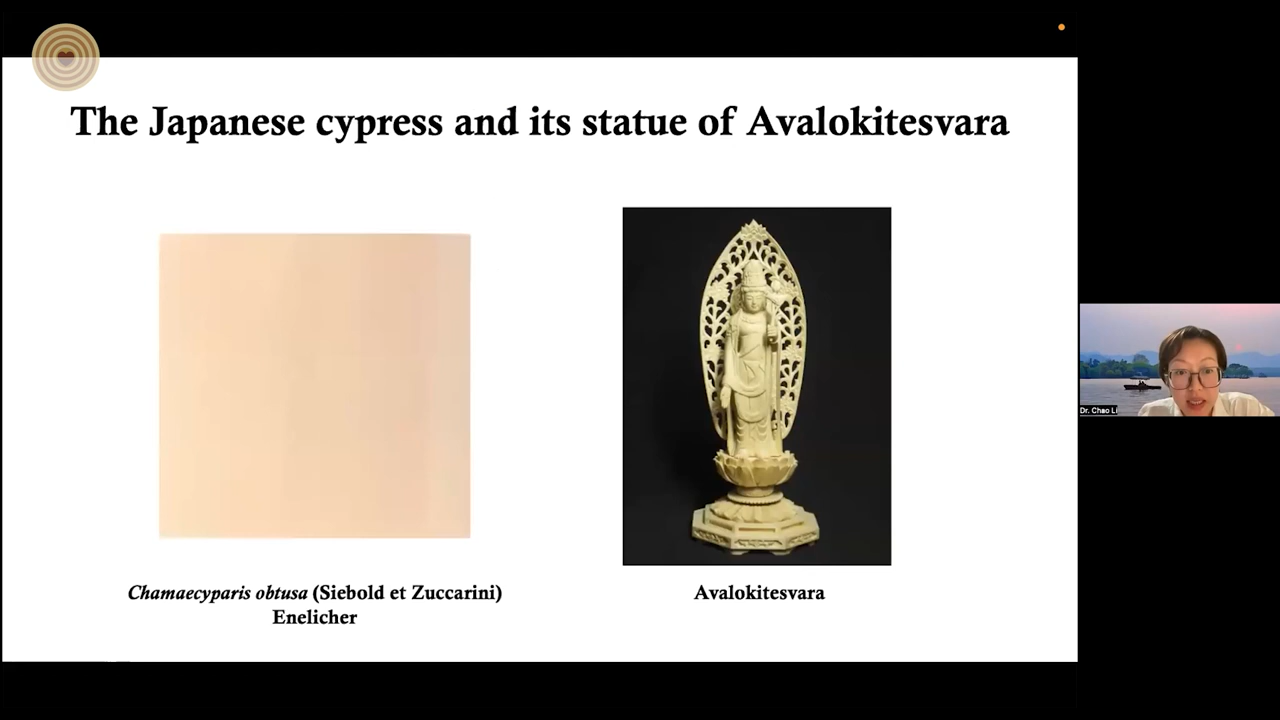 The Japanese cypress and its statue of Avalokitesvara
Chamaecyparis obtusa (Siebold et Zuccarini)
Enelicher
Avalokitesvara
Dr. Chao Li